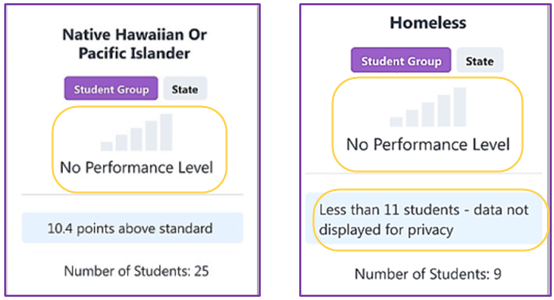 Native Hawaiian Or
Pacific Islander
Student Group
State
No Performance Level
10.4 points above standard
Number of Students: 25
Homeless
Student Group
State
No Performance Level
Less than 11 students - data not
displayed for privacy
Number of Students: 9